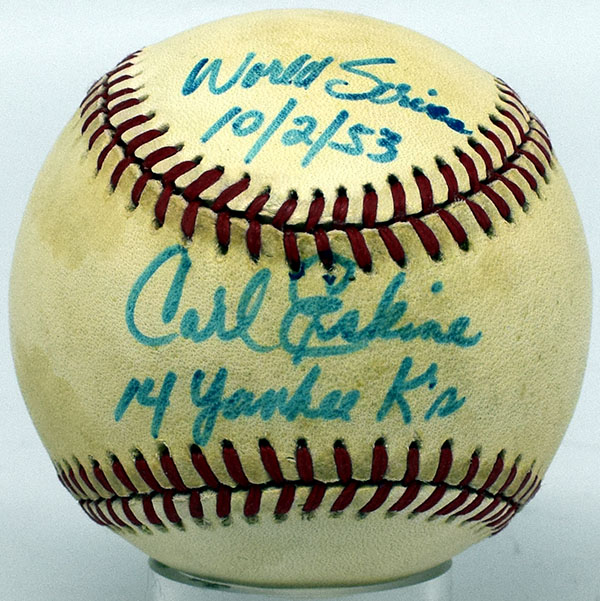 World Series
10/2/53
Carl Erskine
14 Yankee K's